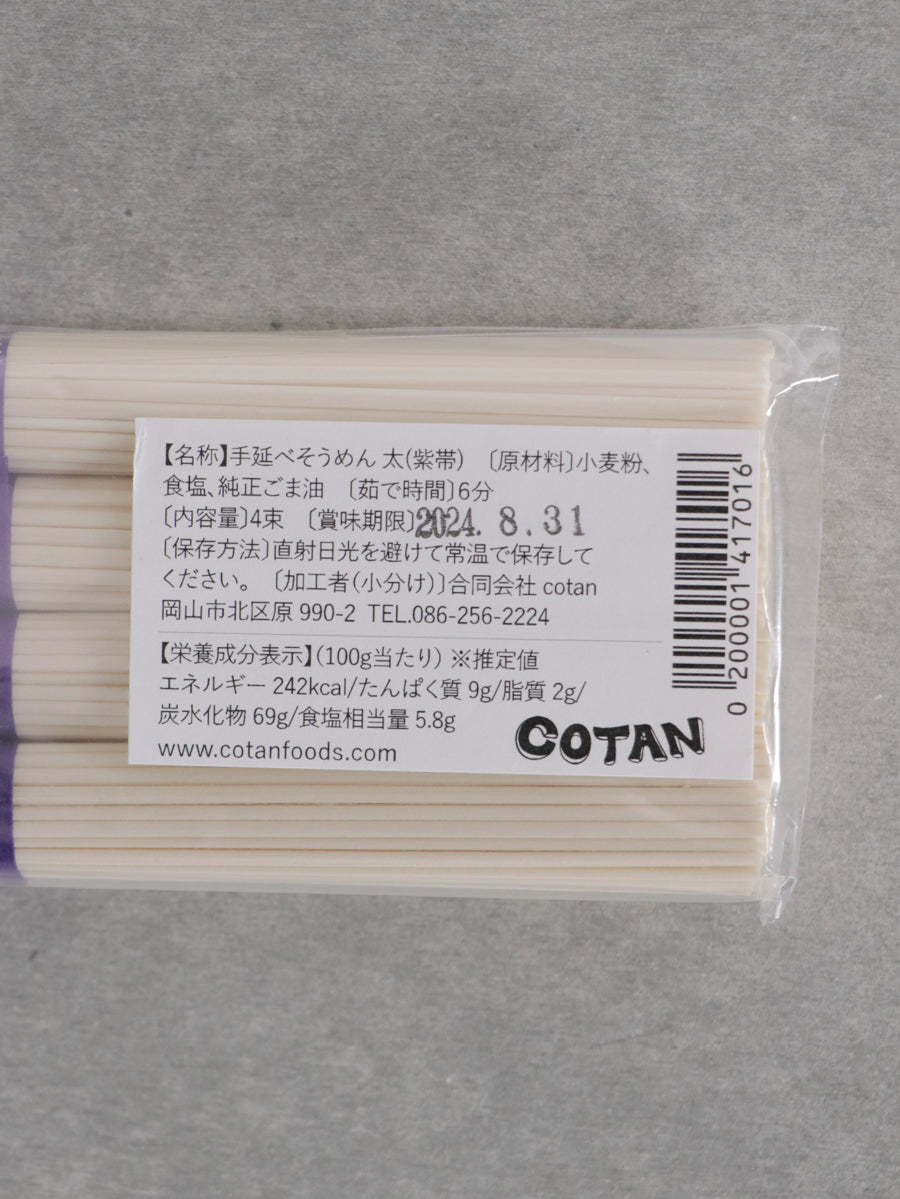 【名称】手延べそうめん 太(紫帯) 〔原材料〕小麦粉、
食塩、純正ごま油 〔茹で時間〕6分
〔内容量〕4束 〔賞味期限〕2024. 8.31
〔保存方法〕直射日光を避けて常温で保存して
ください。〔加工者(小分け)〕合同会社 cotan
岡山市北区原 990-2 TEL.086-256-2224
【栄養成分表示】(100g当たり) ※推定値
エネルギー 242kcal/たんぱく質 9g/脂質 2g/
炭水化物 69g/食塩相当量 5.8g
www.cotanfoods.com
COTAN
0 200001 417016